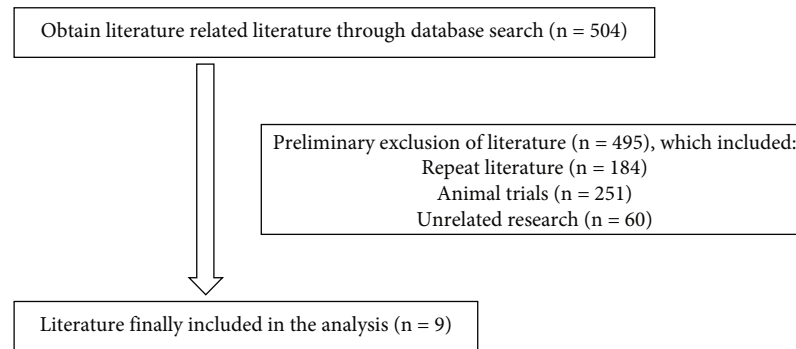 Obtain literature related literature through database search (n = 504)
Preliminary exclusion of literature (n = 495), which included:
Repeat literature (n = 184)
Animal trials (n = 251)
Unrelated research (n = 60)
Literature finally included in the analysis (n = 9)